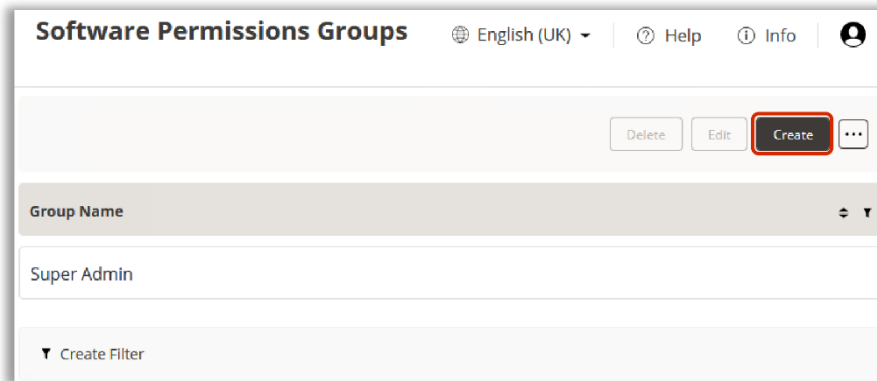 Software Permissions Groups
English (UK) Help Info
Delete Edit Create ...
Group Name
Super Admin
Create Filter